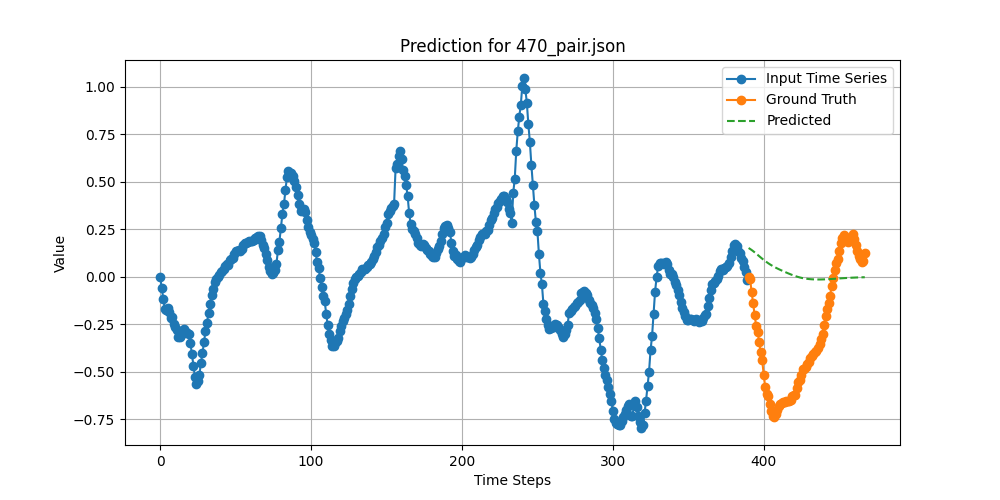 Prediction for 470_pair.json
Input Time Series
Ground Truth
Predicted
1.00
0.75
0.50
0.25
0.00
−0.25
−0.50
−0.75
Value
0 100 200 300 400
Time Steps